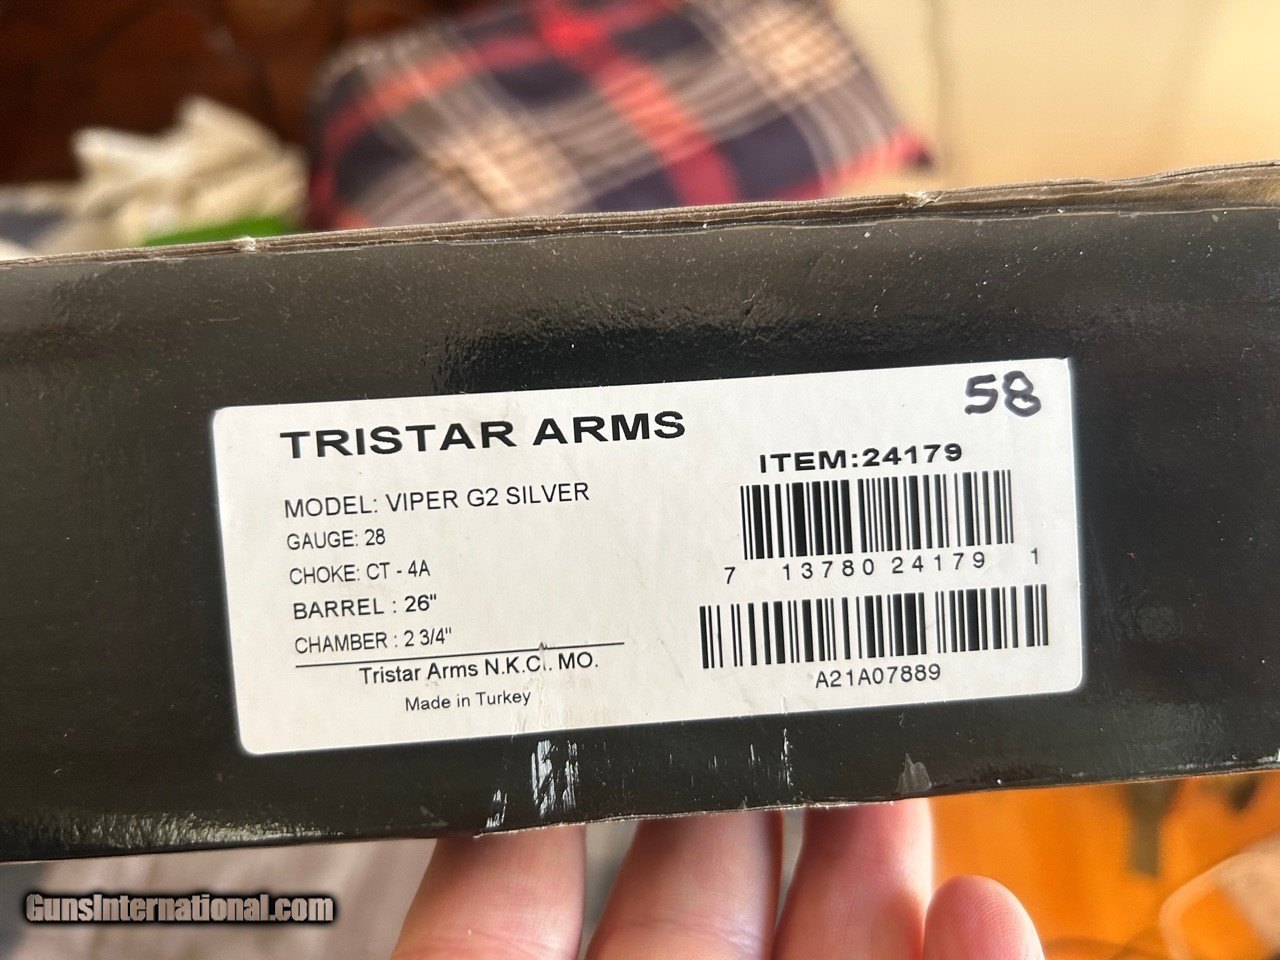 58
TRISTAR ARMS
ITEM:24179
MODEL: VIPER G2 SILVER
GAUGE: 28
CHOKE: CT - 4A
BARREL : 26"
CHAMBER : 2 3/4"
7 13780 24179 1
Tristar Arms N.K.C. MO.
Made in Turkey
A21A07889
GunsInternational.com